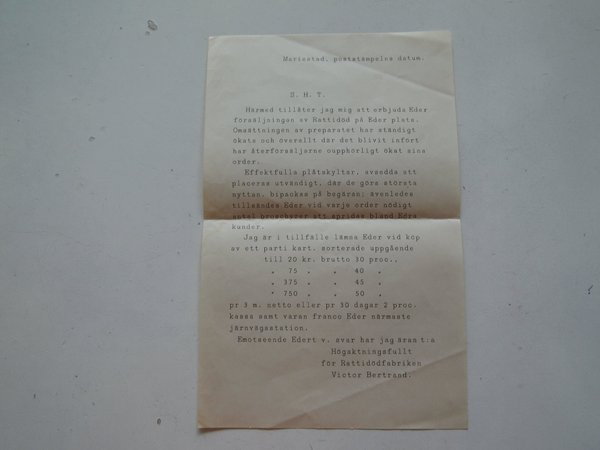 Mariestad, poststämpelns datum.
S. H. T.
Härmed tillåter jag mig att erbjuda Eder
försäljningen av Rattidöd på Eder plats.
Omsättningen av preparatet har ständigt
ökats och överallt där det blivit infört
har återförsäljarne oupphörligt ökat sina
order.
Effektfulla plåtskyltar, avsedda att
placeras utvändigt, där de göra största
nyttan, bipackas på begäran; ävenledes
tillsändes Eder vid varje order nödigt
antal broschyrer att spridas bland Edra
kunder.
Jag är i tillfälle lämna Eder vid köp
av ett parti kart. sorterade uppgående
till 20 kr. brutto 30 proc.,
„ 75 „ „ 40 „
„ 375 „ „ 45 „
„ 750 „ „ 50 „
pr 3 m. netto eller pr 30 dagar 2 proc.
kassa samt varan franco Eder närmaste
järnvägsstation.
Emotseende Edert v. svar har jag äran t:a
Högaktningsfullt
för Rattidödfabriken
Victor Bertrand.